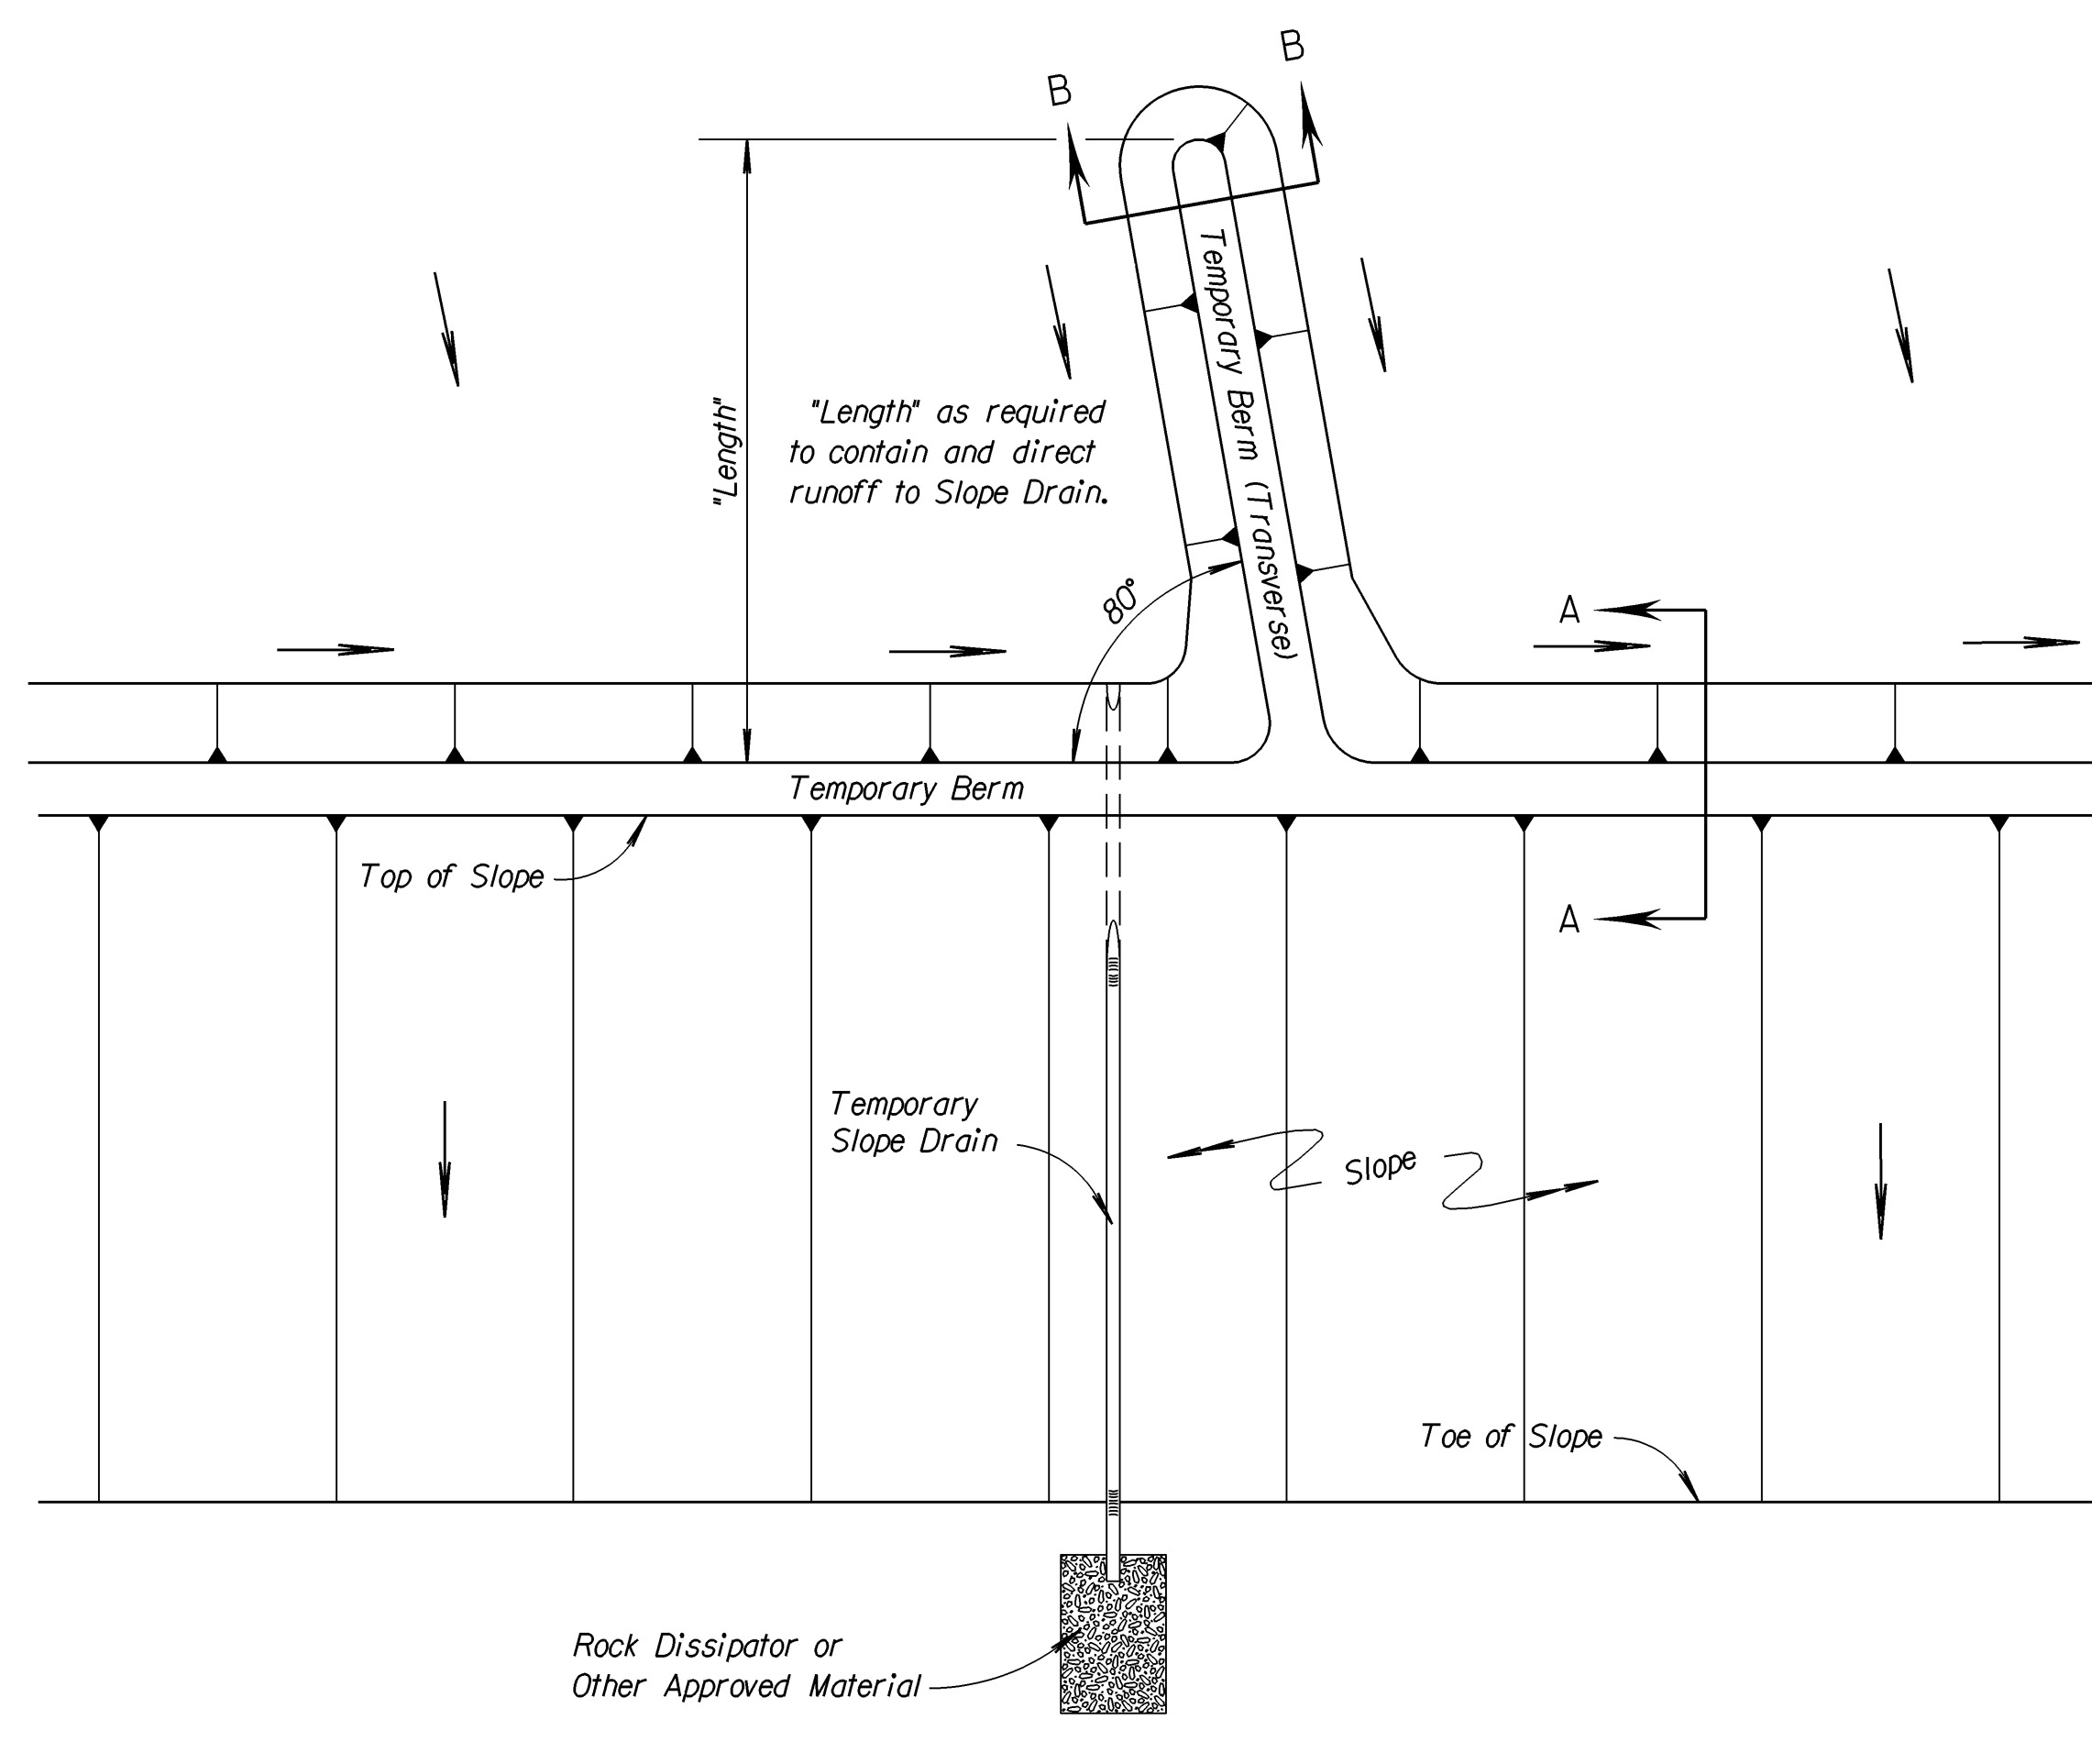 B
B
"Length"
"Length" as required
to contain and direct
runoff to Slope Drain.
Temporary Berm (Transverse)
80°
A
Temporary Berm
Top of Slope
A
Temporary
Slope Drain
Slope
Toe of Slope
Rock Dissipator or
Other Approved Material